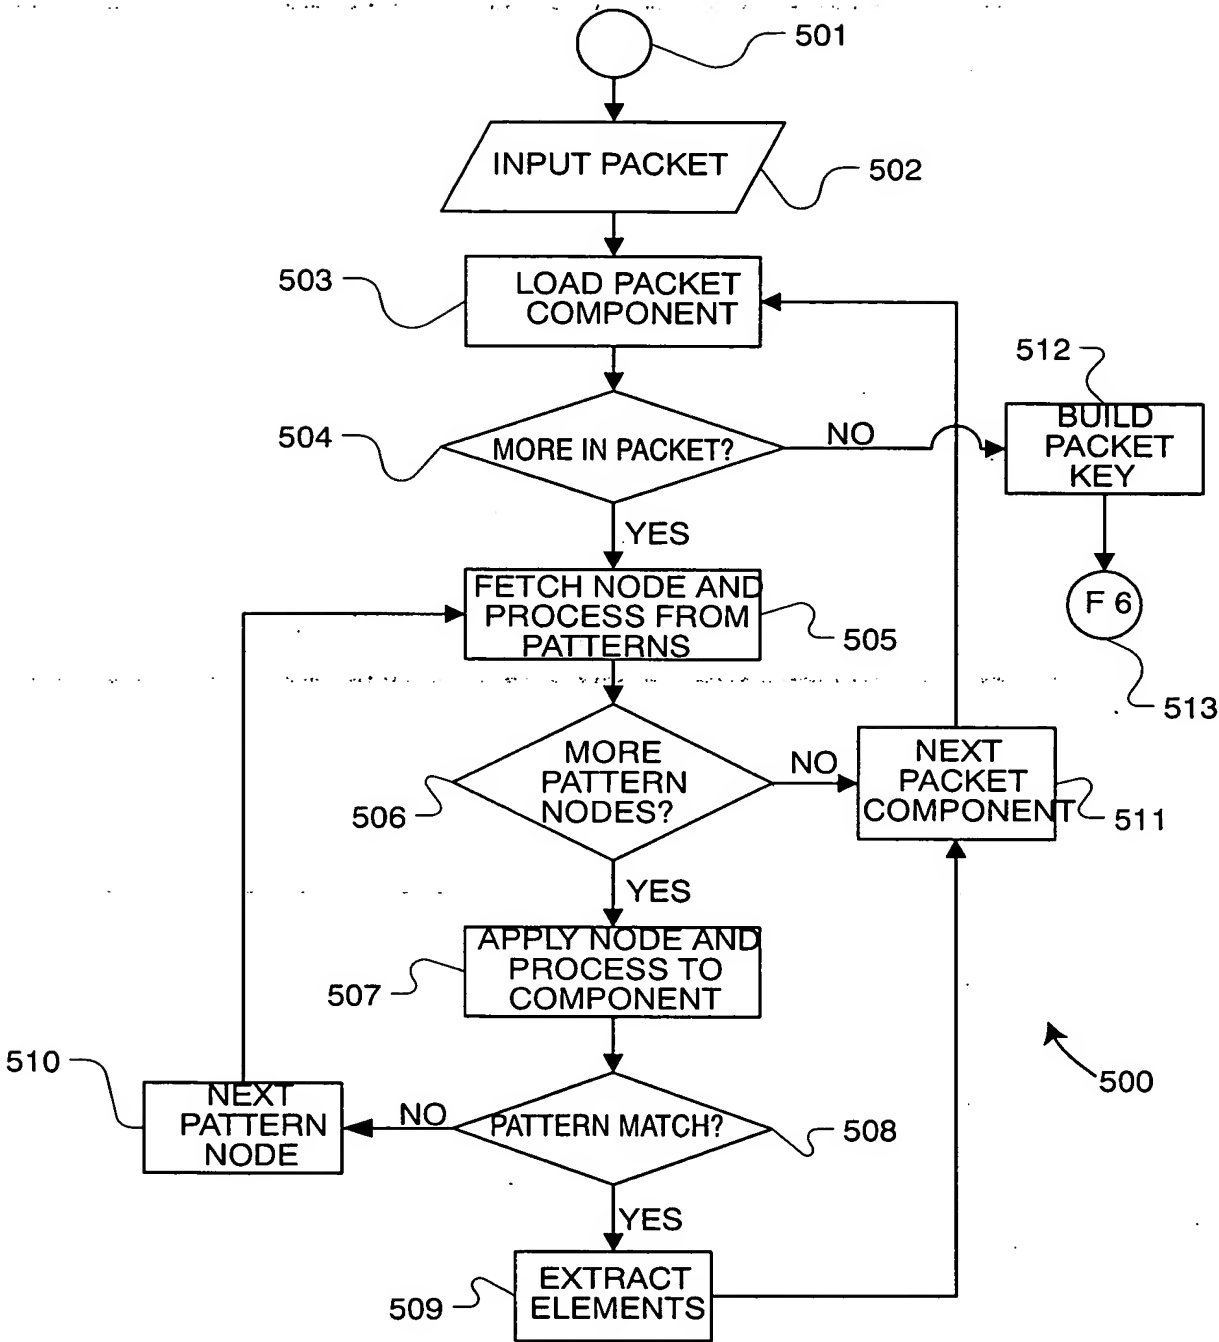 501
INPUT PACKET
502
503
LOAD PACKET
COMPONENT
512
BUILD
PACKET
KEY
504
MORE IN PACKET?
NO
YES
F 6
513
FETCH NODE AND
PROCESS FROM
PATTERNS
505
506
MORE
PATTERN
NODES?
NO
NEXT
PACKET
COMPONENT
511
YES
507
APPLY NODE AND
PROCESS TO
COMPONENT
510
NEXT
PATTERN
NODE
NO
PATTERN MATCH?
508
500
YES
509
EXTRACT
ELEMENTS